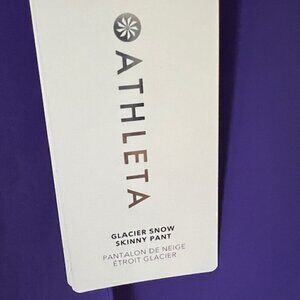 ATHLETA
GLACIER SNOW
SKINNY PANT
PANTALON DE NEIGE
ÉTROIT GLACIER